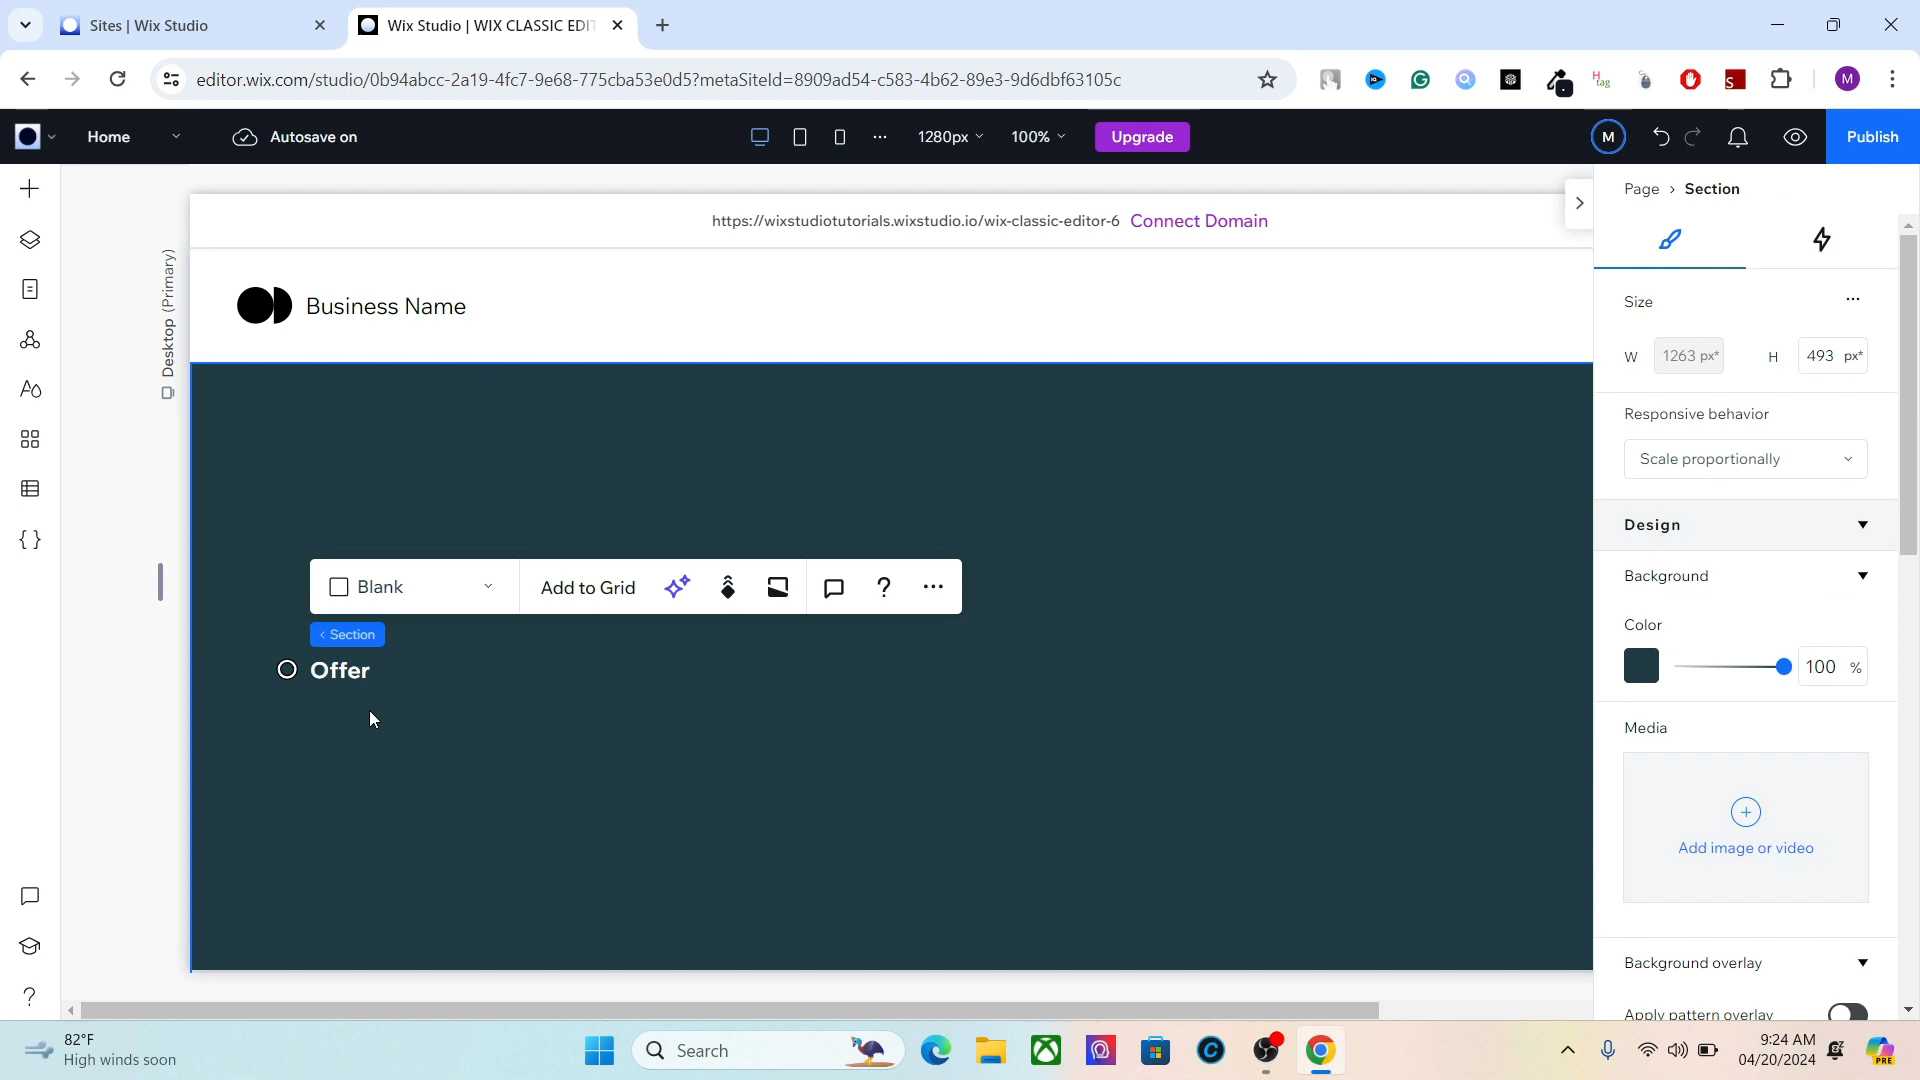 Sites | Wix Studio
Wix Studio | WIX CLASSIC EDI
editor.wix.com/studio/0b94abcc-2a19-4fc7-9e68-775cba53e0d5?metaSiteId=8909ad54-c583-4b62-89e3-9d6dbf63105c
M
Home
Autosave on
1280px
100%
Upgrade
M
Publish
https://wixstudiotutorials.wixstudio.io/wix-classic-editor-6 Connect Domain
Page > Section
Desktop (Primary)
Business Name
Size
W 1263 px* H 493 px*
Responsive behavior
Scale proportionally
Design
Blank
Add to Grid
Background
< Section
Color
Offer
100 %
Media
Add image or video
Background overlay
Apply pattern overlay
82°F
High winds soon
Search
9:24 AM
04/20/2024
PRE